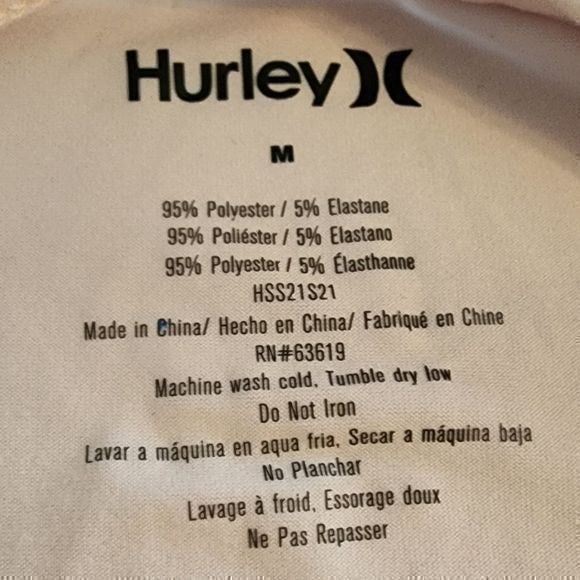 Hurley
M
95% Polyester / 5% Elastane
95% Poliéster / 5% Elastano
95% Polyester / 5% Élasthanne
HSS21S21
Made in China/ Hecho en China/ Fabriqué en Chine
RN#63619
Machine wash cold, Tumble dry low
Do Not Iron
Lavar a máquina en aqua fria, Secar a máquina baja
No Planchar
Lavage à froid, Essorage doux
Ne Pas Repasser